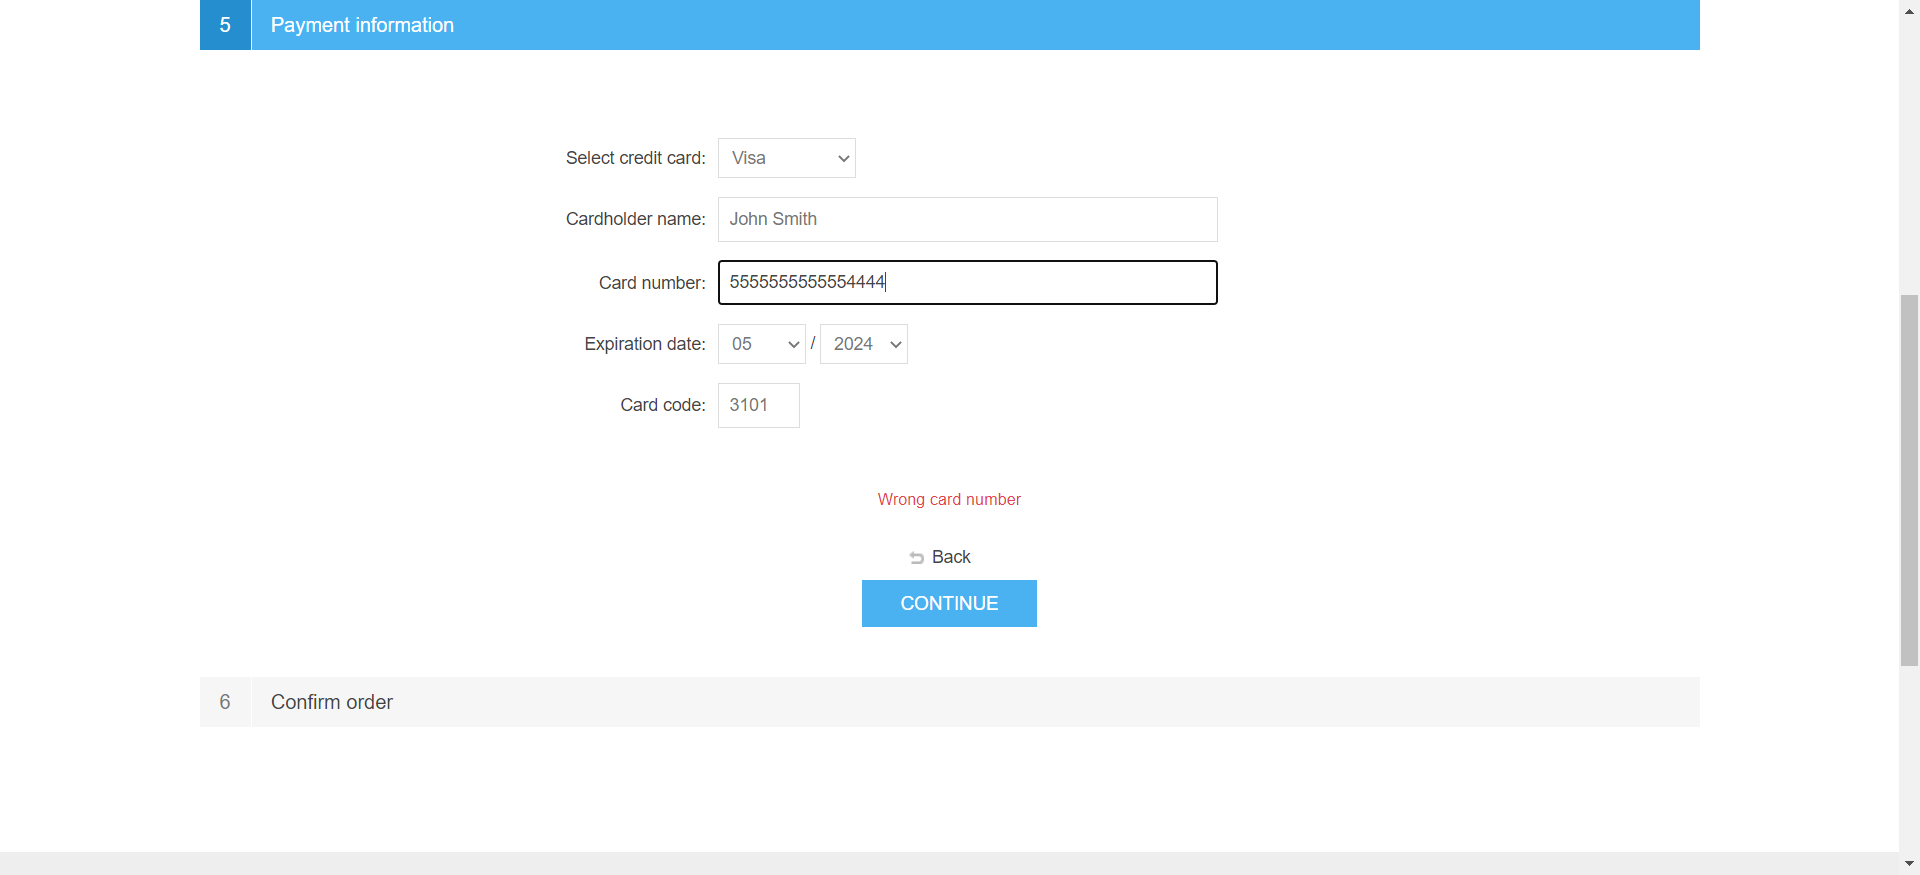 5 Payment information
Select credit card: Visa
Cardholder name: John Smith
Card number: 5555555555554444
Expiration date: 05 / 2024
Card code: 3101
Wrong card number
Back
CONTINUE
6 Confirm order